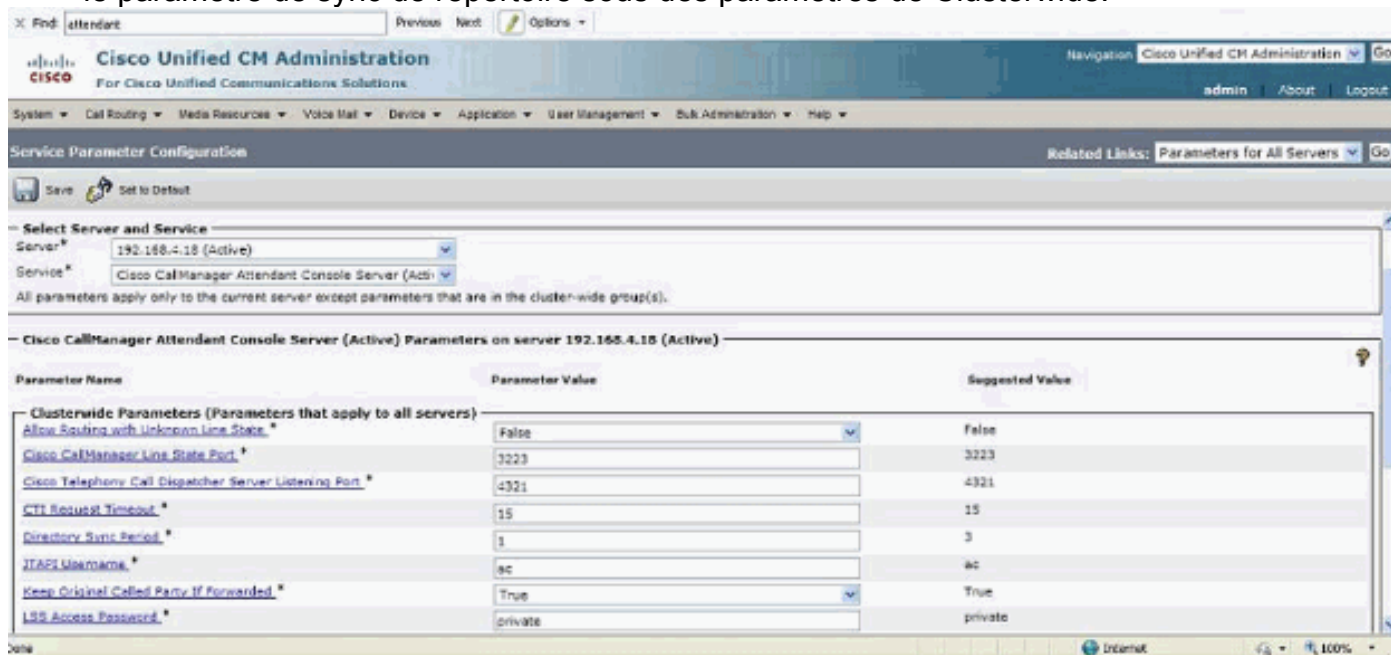 le paramètre de sync de répertoire sous des paramètres de Clusterwide.
× Find: attendant Previous Next Options
CISCO Cisco Unified CM Administration Navigation Cisco Unified CM Administration Go
For Cisco Unified Communications Solutions admin About Logout
System Call Routing Media Resources Voice Mail Device Application User Management Bulk Administration Help
Service Parameter Configuration Related Links: Parameters for All Servers Go
Save Set to Default
Select Server and Service
Server* 192.168.4.18 (Active)
Service* Cisco CallManager Attendant Console Server (Acti
All parameters apply only to the current server except parameters that are in the cluster-wide group(s).
Cisco CallManager Attendant Console Server (Active) Parameters on server 192.168.4.18 (Active)
?
Parameter Name Parameter Value Suggested Value
Clusterwide Parameters (Parameters that apply to all servers)
Allow Routing with Unknown Line State * False False
Cisco CallManager Line State Port * 3223 3223
Cisco Telephony Call Dispatcher Server Listening Port * 4321 4321
CTI Request Timeout * 15 15
Directory Sync Period * 1 3
JTAPI Username * ac ac
Keep Original Called Party If Forwarded * True True
LSS Access Password * private private
Done Internet 100%